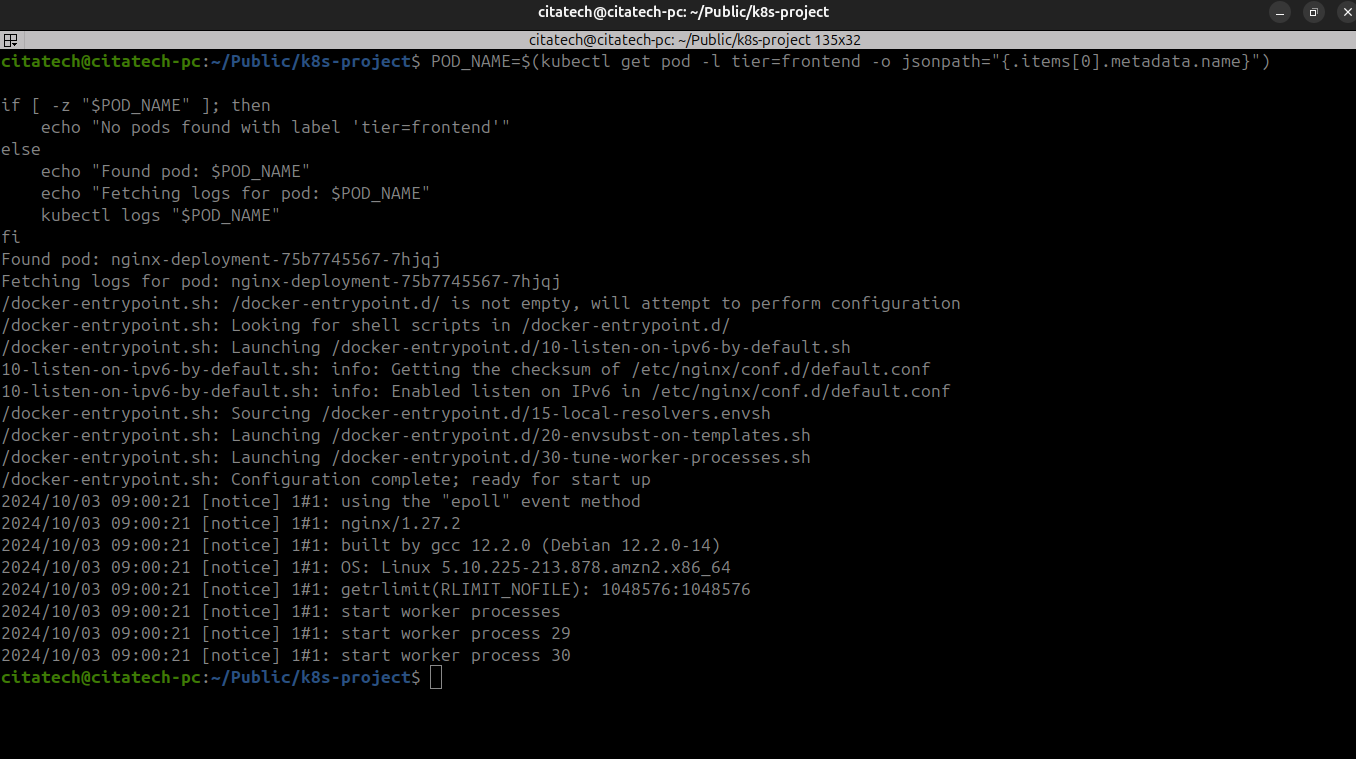 citatech@citatech-pc: ~/Public/k8s-project
citatech@citatech-pc: ~/Public/k8s-project 135x32
citatech@citatech-pc:~/Public/k8s-project$ POD_NAME=$(kubectl get pod -l tier=frontend -o jsonpath="{.items[0].metadata.name}")
if [ -z "$POD_NAME" ]; then
    echo "No pods found with label 'tier=frontend'"
else
    echo "Found pod: $POD_NAME"
    echo "Fetching logs for pod: $POD_NAME"
    kubectl logs "$POD_NAME"
fi
Found pod: nginx-deployment-75b7745567-7hjqj
Fetching logs for pod: nginx-deployment-75b7745567-7hjqj
/docker-entrypoint.sh: /docker-entrypoint.d/ is not empty, will attempt to perform configuration
/docker-entrypoint.sh: Looking for shell scripts in /docker-entrypoint.d/
/docker-entrypoint.sh: Launching /docker-entrypoint.d/10-listen-on-ipv6-by-default.sh
10-listen-on-ipv6-by-default.sh: info: Getting the checksum of /etc/nginx/conf.d/default.conf
10-listen-on-ipv6-by-default.sh: info: Enabled listen on IPv6 in /etc/nginx/conf.d/default.conf
/docker-entrypoint.sh: Sourcing /docker-entrypoint.d/15-local-resolvers.envsh
/docker-entrypoint.sh: Launching /docker-entrypoint.d/20-envsubst-on-templates.sh
/docker-entrypoint.sh: Launching /docker-entrypoint.d/30-tune-worker-processes.sh
/docker-entrypoint.sh: Configuration complete; ready for start up
2024/10/03 09:00:21 [notice] 1#1: using the "epoll" event method
2024/10/03 09:00:21 [notice] 1#1: nginx/1.27.2
2024/10/03 09:00:21 [notice] 1#1: built by gcc 12.2.0 (Debian 12.2.0-14)
2024/10/03 09:00:21 [notice] 1#1: OS: Linux 5.10.225-213.878.amzn2.x86_64
2024/10/03 09:00:21 [notice] 1#1: getrlimit(RLIMIT_NOFILE): 1048576:1048576
2024/10/03 09:00:21 [notice] 1#1: start worker processes
2024/10/03 09:00:21 [notice] 1#1: start worker process 29
2024/10/03 09:00:21 [notice] 1#1: start worker process 30
citatech@citatech-pc:~/Public/k8s-project$